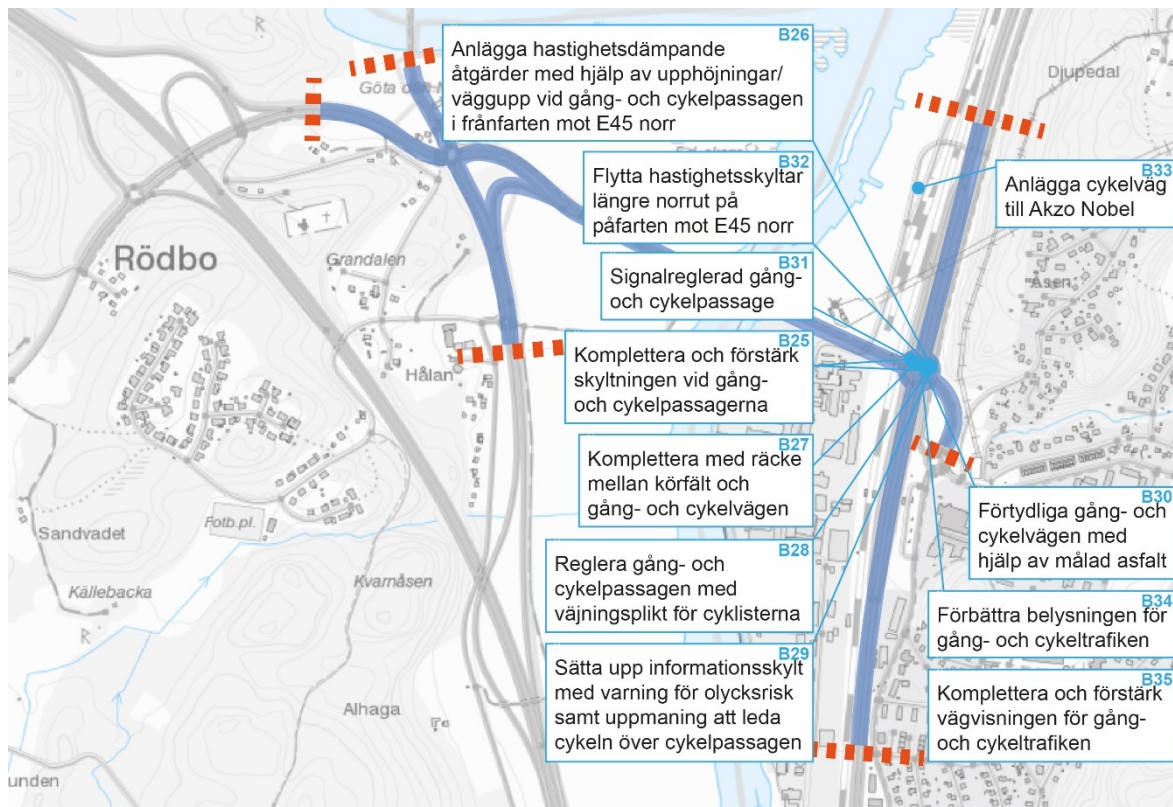 B26
Anlägga hastighetsdämpande
åtgärder med hjälp av upphöjningar/
väggupp vid gång- och cykelpassagen
i frånfarten mot E45 norr
B32
Flytta hastighetsskyltar
längre norrut på
påfarten mot E45 norr
B31
Signalreglerad gång-
och cykelpassage
B25
Komplettera och förstärk
skyltningen vid gång-
och cykelpassagerna
B27
Komplettera med räcke
mellan körfält och
gång- och cykelvägen
B28
Reglera gång- och
cykelpassagen med
väjningsplikt för cyklisterna
B29
Sätta upp informationsskylt
med varning för olycksrisk
samt uppmaning att leda
cykeln över cykelpassagen
B33
Anlägga cykelväg
till Akzo Nobel
B30
Förtydliga gång- och
cykelvägen med
hjälp av målad asfalt
B34
Förbättra belysningen för
gång- och cykeltrafiken
B35
Komplettera och förstärk
vägvisningen för gång-
och cykeltrafiken
Djupedal
Göta
Rödbo
Grandalen
Åsen
Hålan
Fotb.pl.
Sandvadet
Källebacka
Kvarnåsen
Alhaga
unden